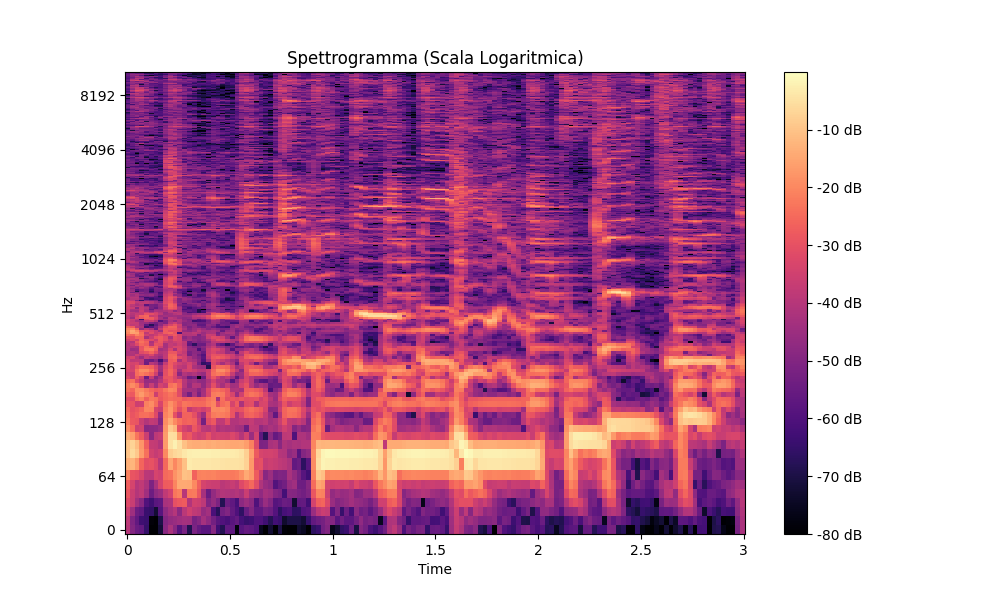 Spettrogramma (Scala Logaritmica)
Hz
8192
4096
2048
1024
512
256
128
64
0
0
0.5
1
1.5
2
2.5
3
Time
-10 dB
-20 dB
-30 dB
-40 dB
-50 dB
-60 dB
-70 dB
-80 dB